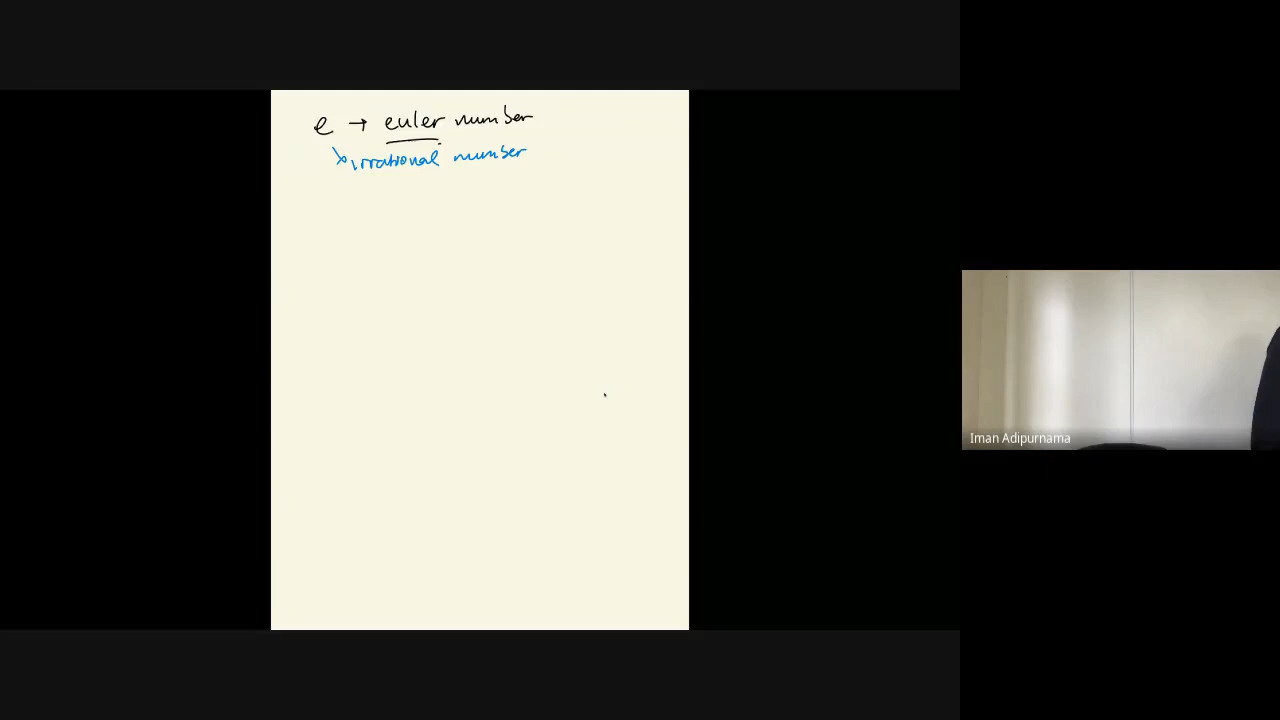 e → euler number
↳ irrational number
Iman Adipurnama